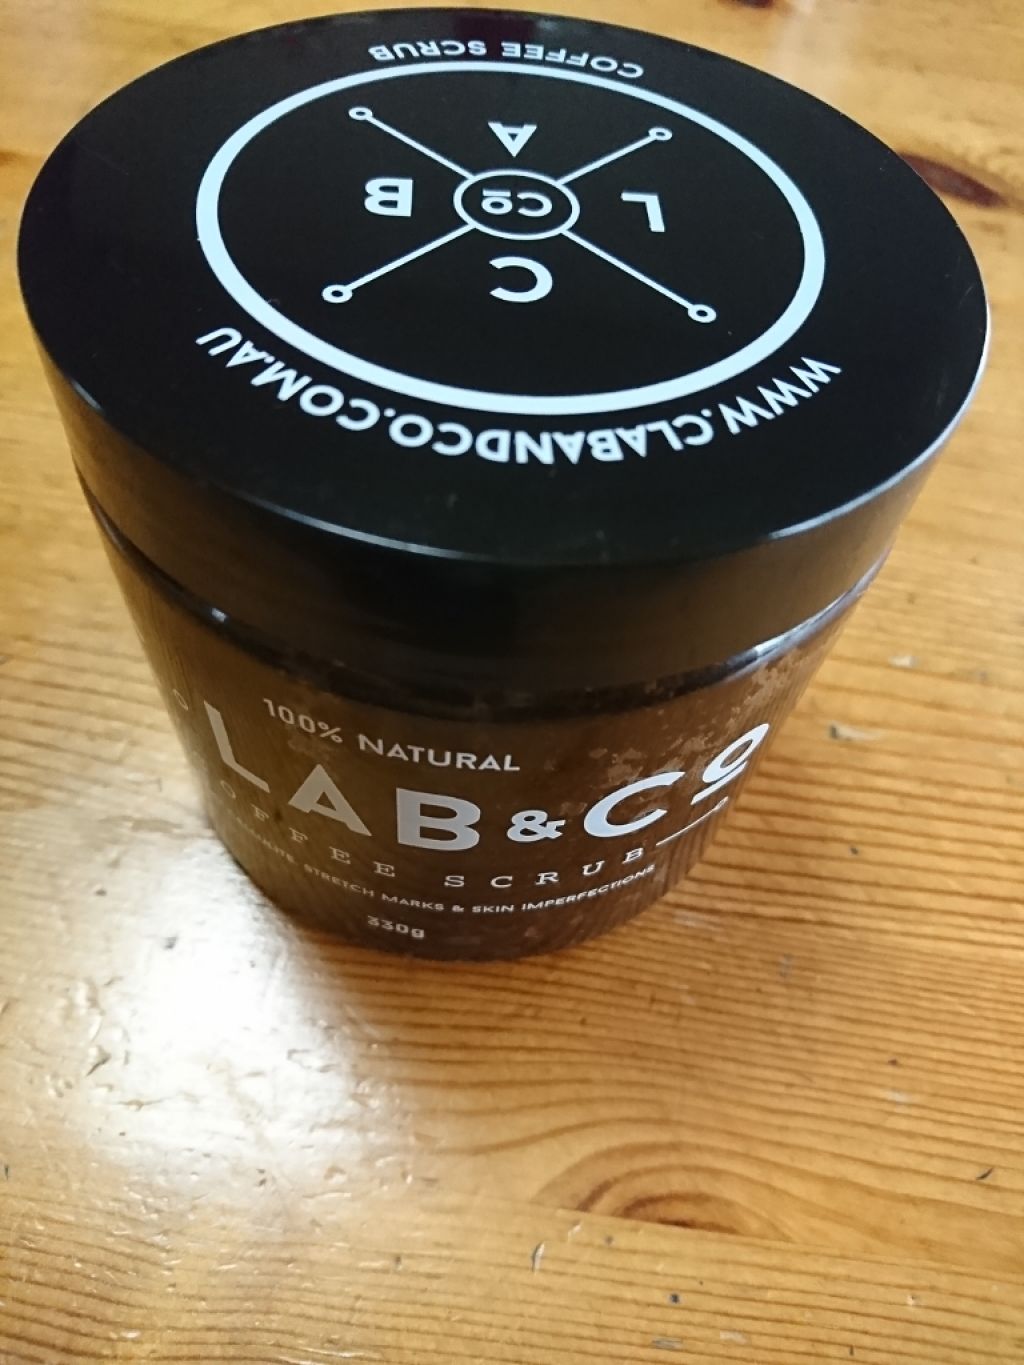 COFFEE SCRUB
C
L
A
B
Co
WWW.CLABANDCO.COM.AU
100% NATURAL
LAB & Co
OFFEE SCRUB
STRETCH MARKS & SKIN IMPERFECTIONS
330g